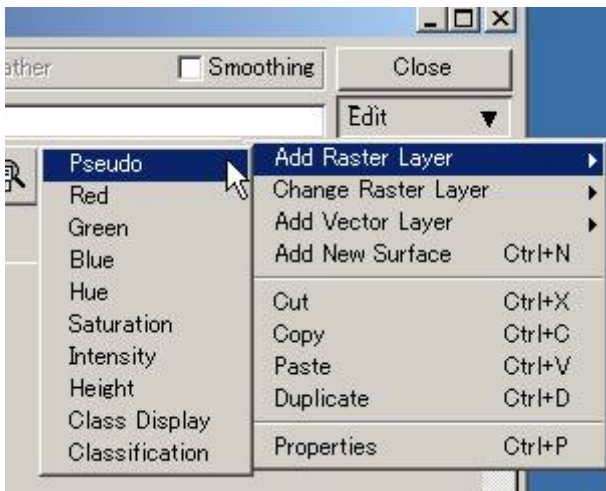 Smoothing
Close
Edit
Add Raster Layer
Change Raster Layer
Add Vector Layer
Add New Surface Ctrl+N
Cut Ctrl+X
Copy Ctrl+C
Paste Ctrl+V
Duplicate Ctrl+D
Properties Ctrl+P
Pseudo
Red
Green
Blue
Hue
Saturation
Intensity
Height
Class Display
Classification